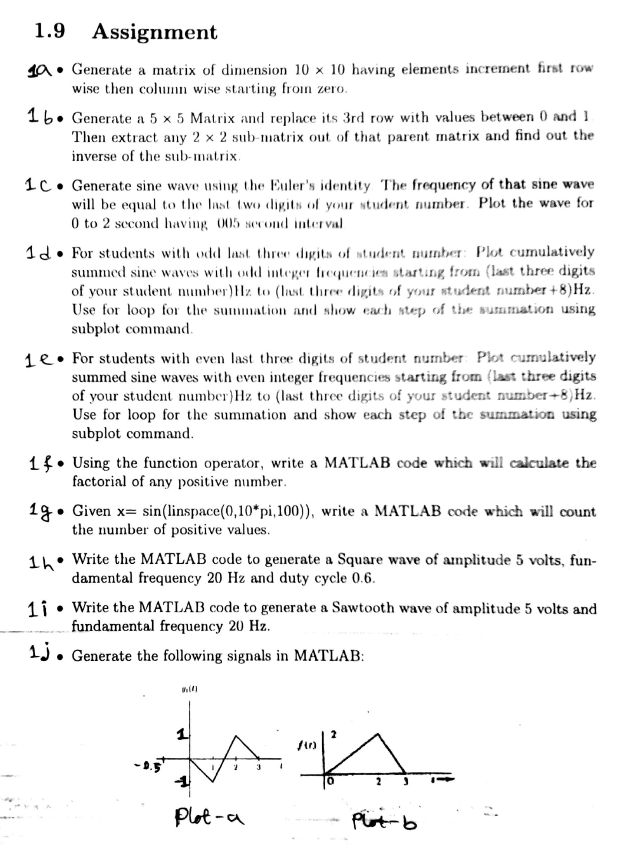 1.9 Assignment
1a • Generate a matrix of dimension 10 × 10 having elements increment first row
wise then column wise starting from zero.
1b • Generate a 5 × 5 Matrix and replace its 3rd row with values between 0 and 1
Then extract any 2 × 2 sub-matrix out of that parent matrix and find out the
inverse of the sub-matrix.
1c • Generate sine wave using the Euler's identity The frequency of that sine wave
will be equal to the last two digits of your student number. Plot the wave for
0 to 2 second having .005 second interval
1d • For students with odd last three digits of student number: Plot cumulatively
summed sine waves with odd integer frequencies starting from (last three digits
of your student number)Hz to (last three digits of your student number+8)Hz.
Use for loop for the summation and show each step of the summation using
subplot command.
1e • For students with even last three digits of student number: Plot cumulatively
summed sine waves with even integer frequencies starting from (last three digits
of your student number)Hz to (last three digits of your student number+8)Hz.
Use for loop for the summation and show each step of the summation using
subplot command.
1f • Using the function operator, write a MATLAB code which will calculate the
factorial of any positive number.
1g • Given x= sin(linspace(0,10*pi,100)), write a MATLAB code which will count
the number of positive values.
1h • Write the MATLAB code to generate a Square wave of amplitude 5 volts, fun-
damental frequency 20 Hz and duty cycle 0.6.
1i • Write the MATLAB code to generate a Sawtooth wave of amplitude 5 volts and
fundamental frequency 20 Hz.
1j • Generate the following signals in MATLAB:
1
-0.5 1 2 3 t
-1
Plot-a
f(t) 2
0 2 3 t
Plot-b